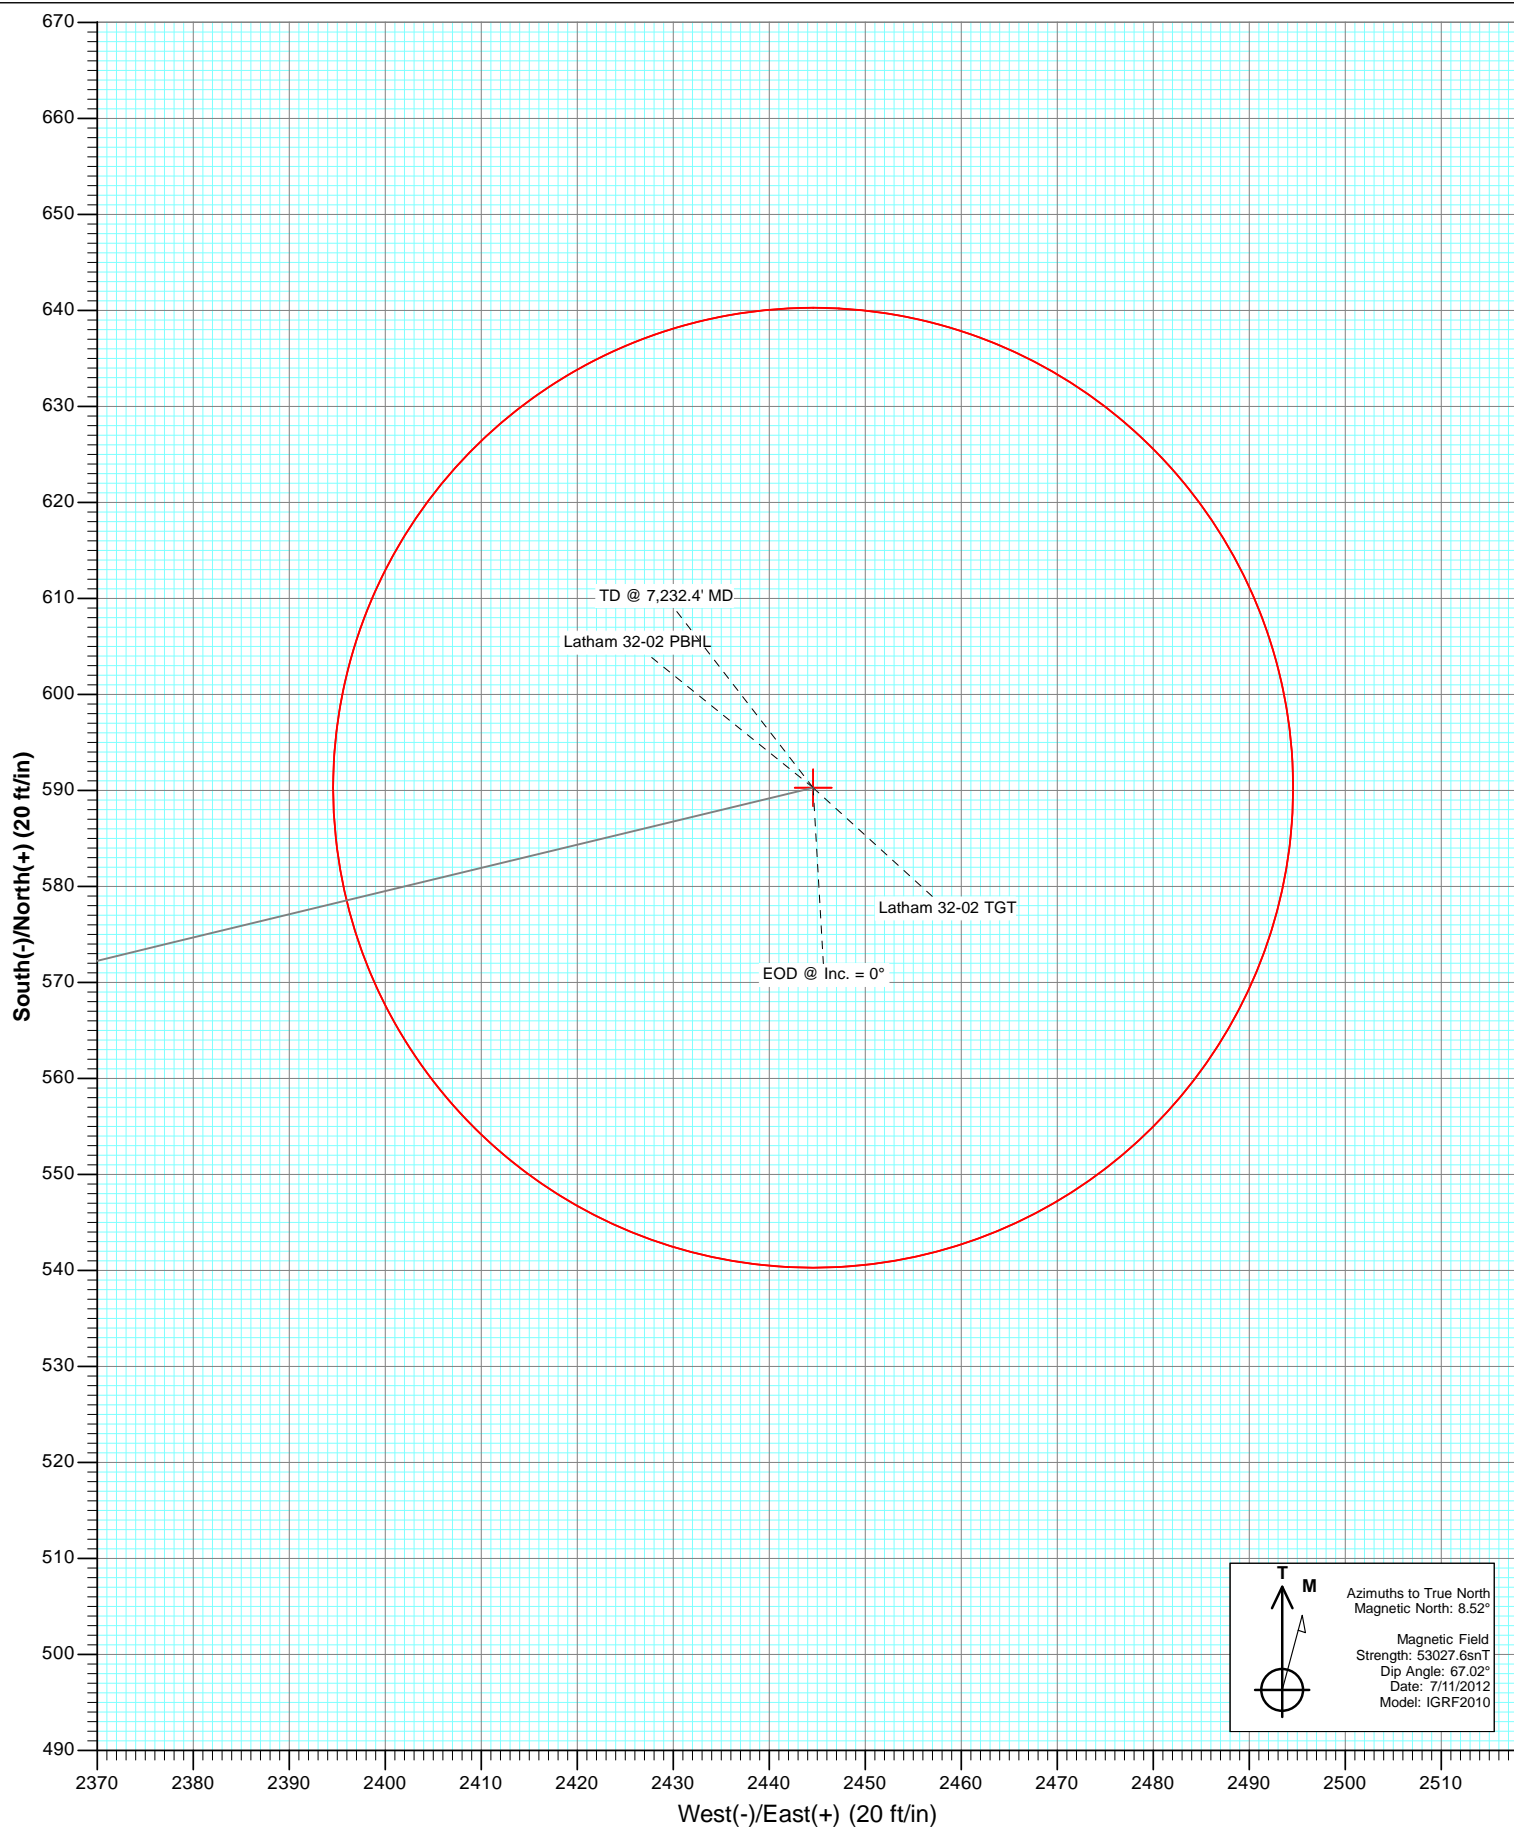 670
660
650
640
630
620
610
600
590
580
570
560
550
540
530
520
510
500
490
South(-)/North(+) (20 ft/in)
TD @ 7,232.4' MD
Latham 32-02 PBHL
Latham 32-02 TGT
EOD @ Inc. = 0°
T
M
Azimuths to True North
Magnetic North: 8.52°
Magnetic Field
Strength: 53027.6snT
Dip Angle: 67.02°
Date: 7/11/2012
Model: IGRF2010
2370 2380 2390 2400 2410 2420 2430 2440 2450 2460 2470 2480 2490 2500 2510
West(-)/East(+) (20 ft/in)